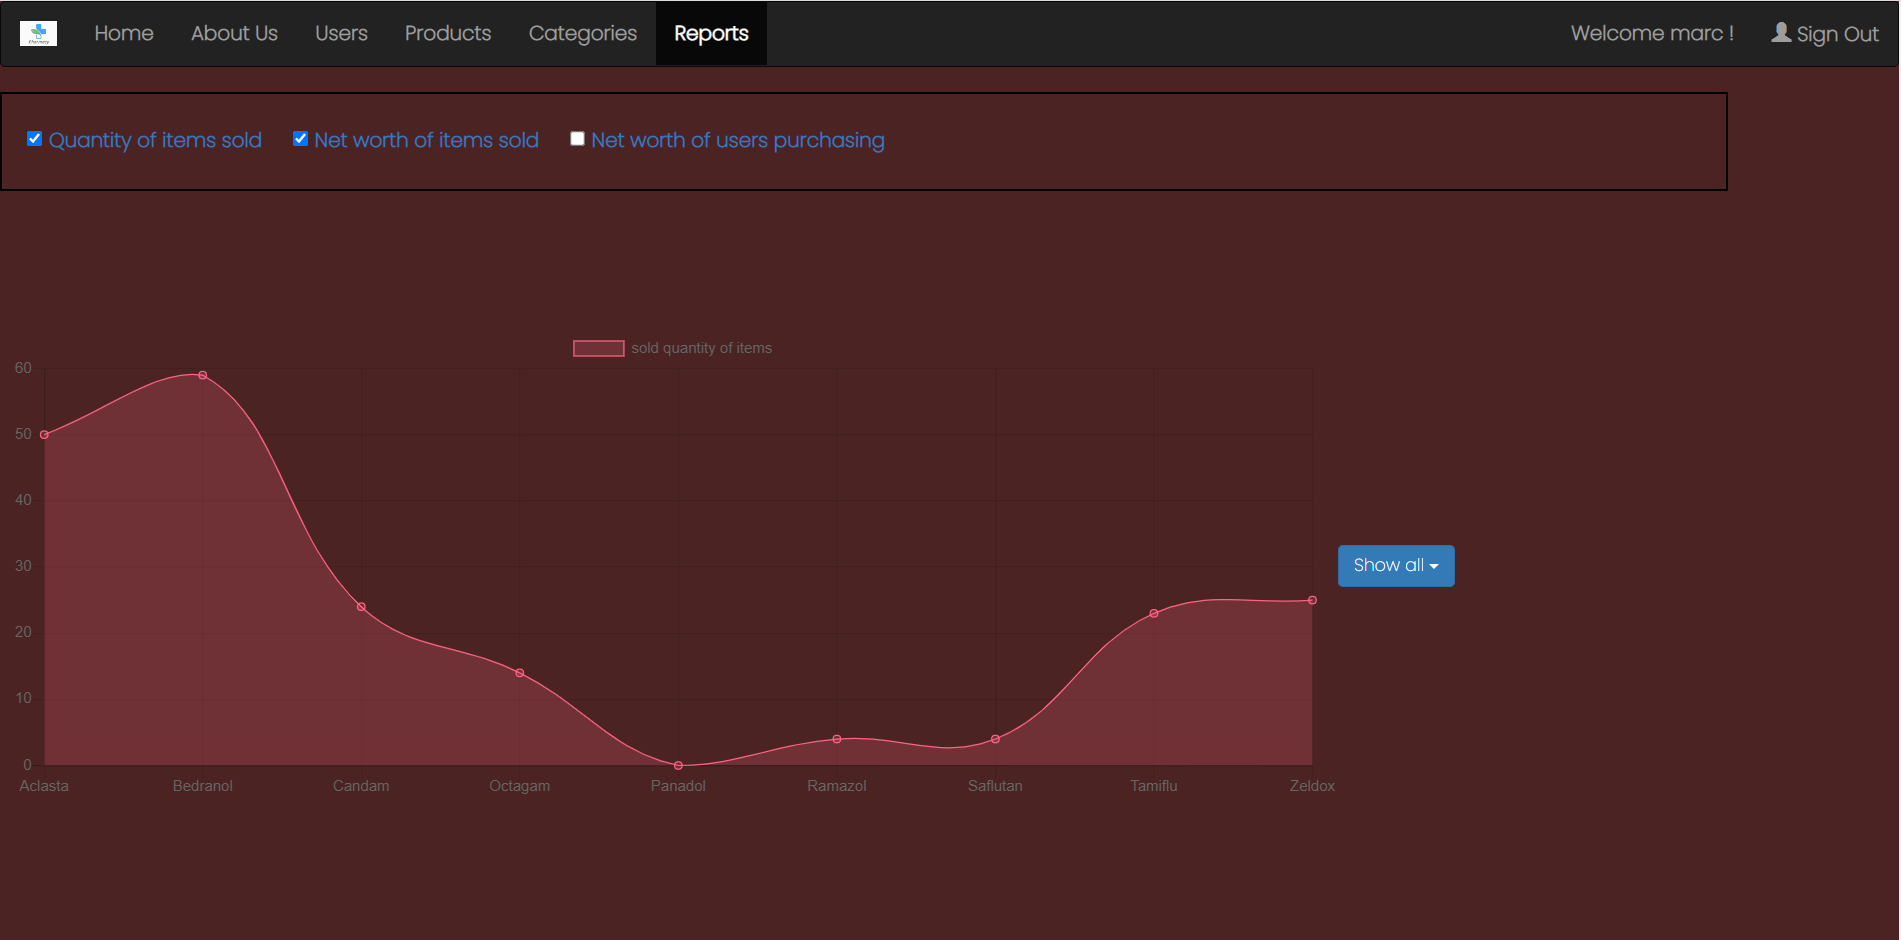 Pharmacy
Home About Us Users Products Categories Reports Welcome marc ! Sign Out
Quantity of items sold Net worth of items sold Net worth of users purchasing
sold quantity of items
60
50
40
30
20
10
0
Show all
Aclasta Bedranol Candam Octagam Panadol Ramazol Saflutan Tamiflu Zeldox